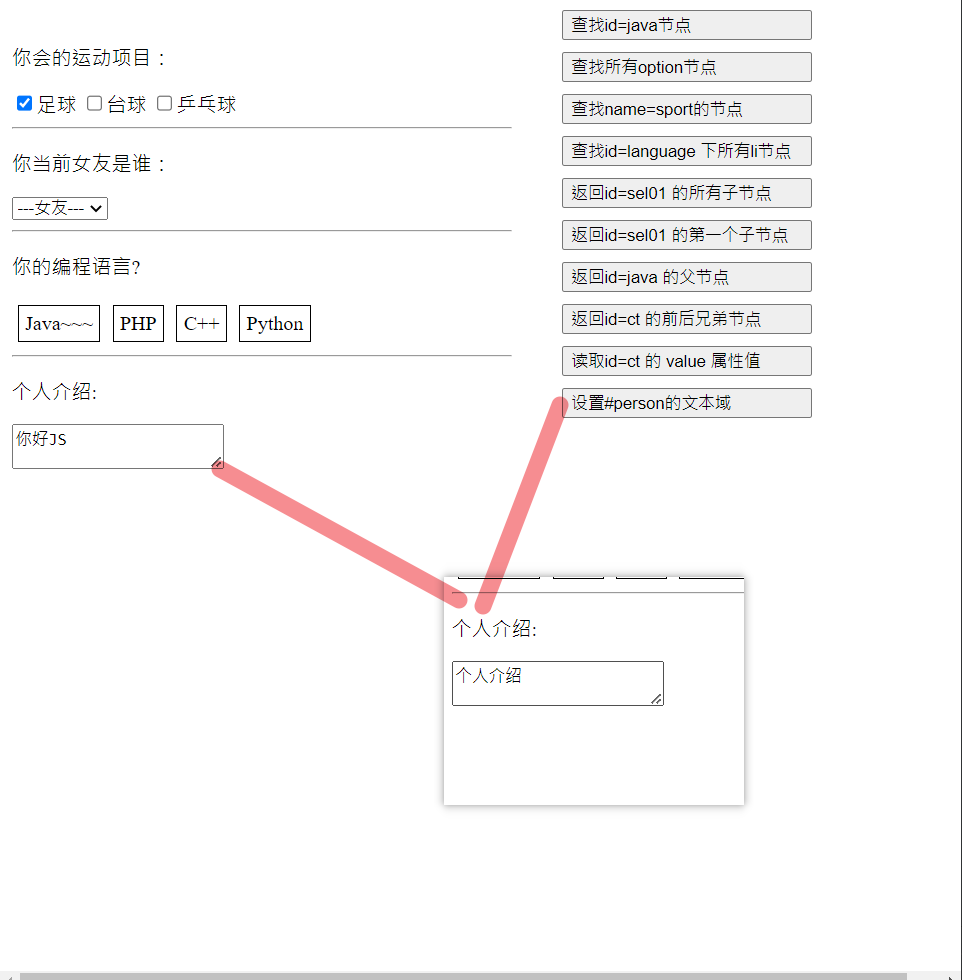 你会的运动项目：
足球 台球 乒乓球
你当前女友是谁：
---女友---
你的编程语言?
Java~~~ PHP C++ Python
个人介绍:
你好JS
查找id=java节点
查找所有option节点
查找name=sport的节点
查找id=language 下所有li节点
返回id=sel01 的所有子节点
返回id=sel01 的第一个子节点
返回id=java 的父节点
返回id=ct 的前后兄弟节点
读取id=ct 的 value 属性值
设置#person的文本域
个人介绍:
个人介绍